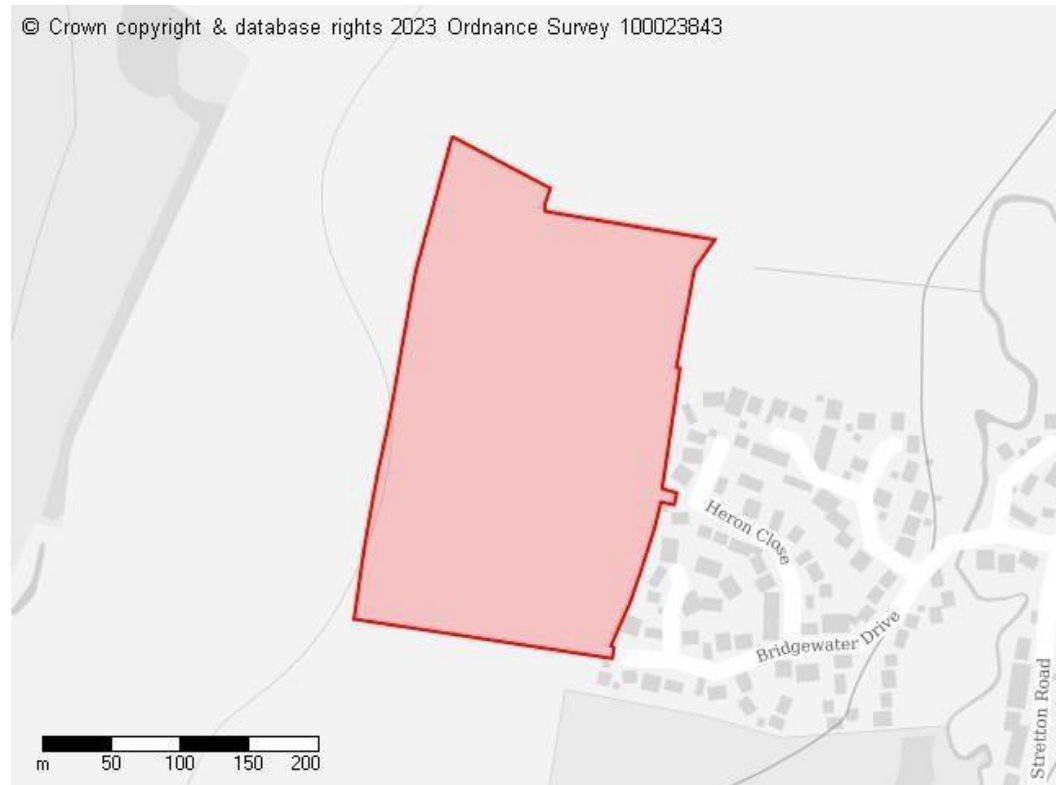 © Crown copyright & database rights 2023 Ordnance Survey 100023843
Heron Close
Bridgewater Drive
Stretton Road
m 50 100 150 200